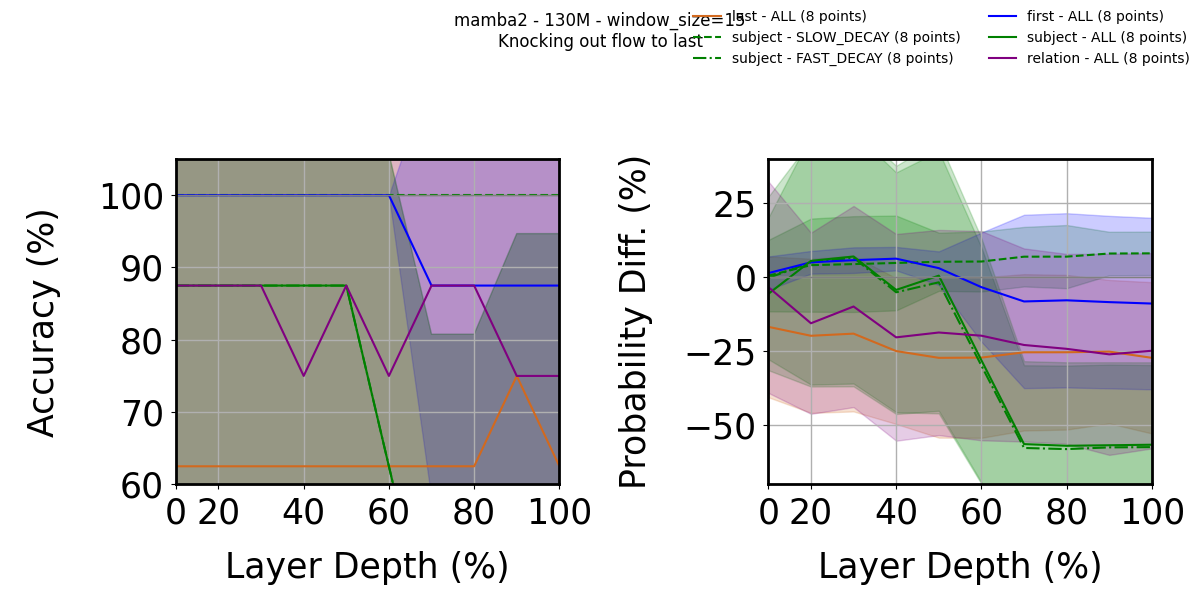 mamba2 - 130M - window_size=15
Knocking out flow to last
last - ALL (8 points)
subject - SLOW_DECAY (8 points)
subject - FAST_DECAY (8 points)
first - ALL (8 points)
subject - ALL (8 points)
relation - ALL (8 points)
Accuracy (%)
100
90
80
70
60
0 20 40 60 80 100
Layer Depth (%)
Probability Diff. (%)
25
0
−25
−50
0 20 40 60 80 100
Layer Depth (%)